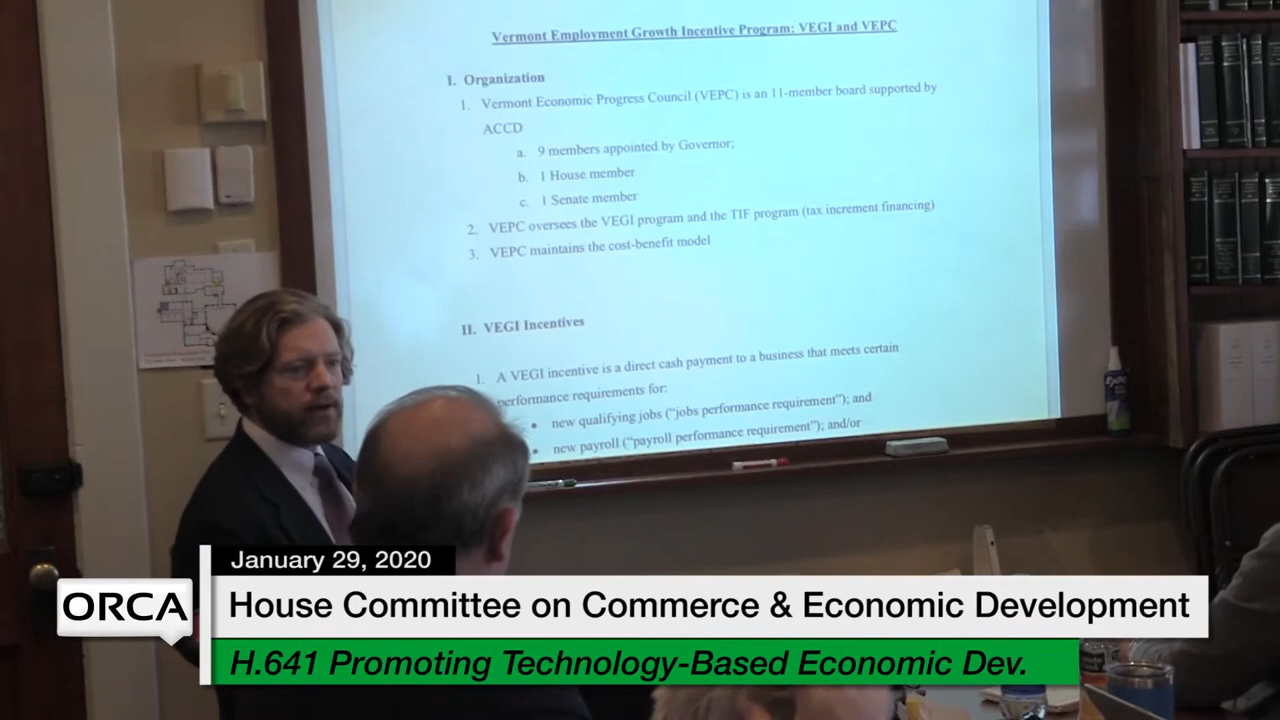 Vermont Employment Growth Incentive Program: VEGI and VEPC
I. Organization
1. Vermont Economic Progress Council (VEPC) is an 11-member board supported by
ACCD
a. 9 members appointed by Governor;
b. 1 House member
c. 1 Senate member
2. VEPC oversees the VEGI program and the TIF program (tax increment financing)
3. VEPC maintains the cost-benefit model
II. VEGI Incentives
1. A VEGI incentive is a direct cash payment to a business that meets certain
performance requirements for:
• new qualifying jobs (“jobs performance requirement”); and
• new payroll (“payroll performance requirement”); and/or
January 29, 2020
ORCA
House Committee on Commerce & Economic Development
H.641 Promoting Technology-Based Economic Dev.